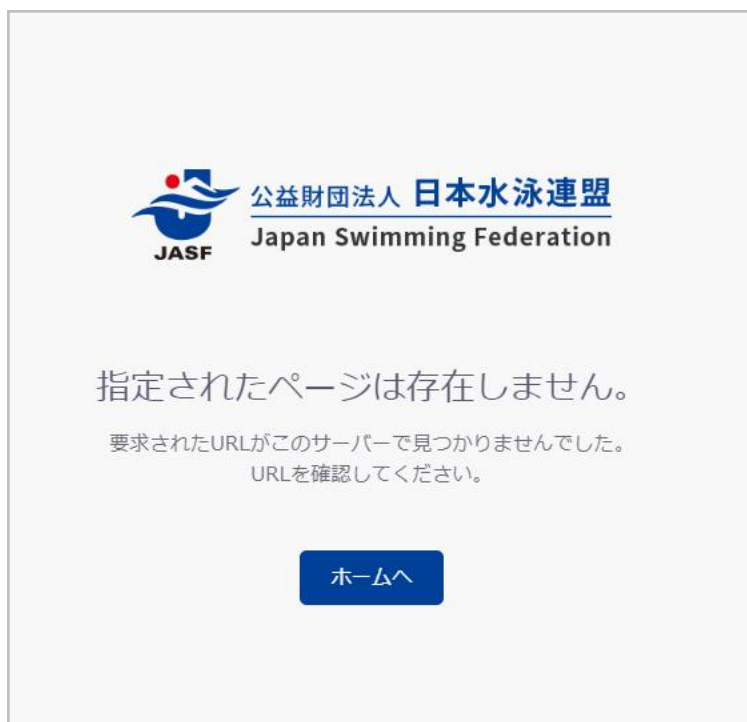 公益財団法人 日本水泳連盟
JASF
Japan Swimming Federation
指定されたページは存在しません。
要求されたURLがこのサーバーで見つかりませんでした。
URLを確認してください。
ホームへ